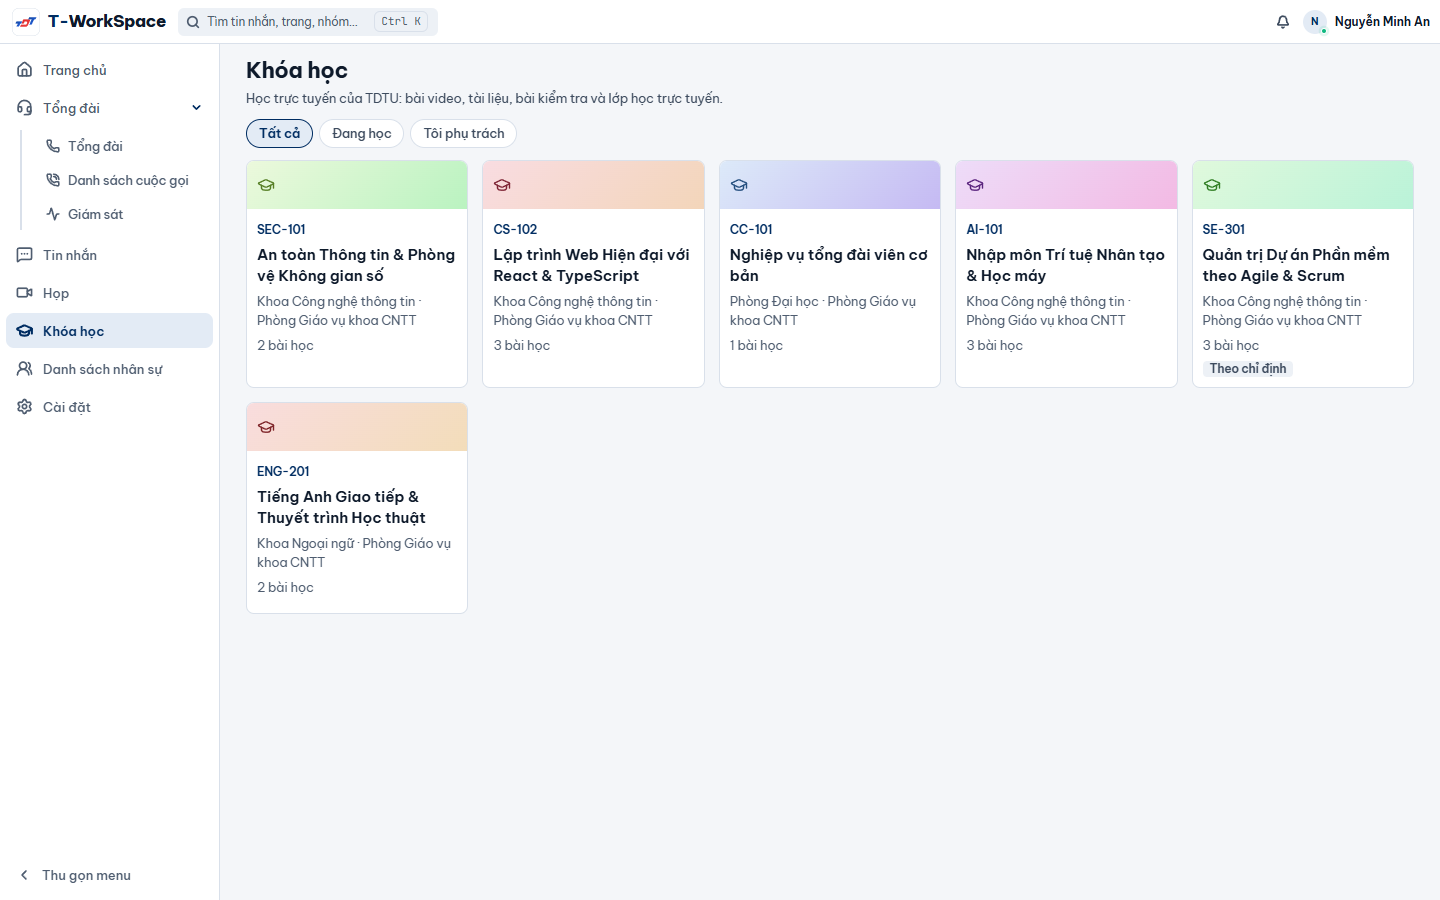 TDT T-WorkSpace
Tìm tin nhắn, trang, nhóm... Ctrl K
N Nguyễn Minh An
Trang chủ
Tổng đài
Tổng đài
Danh sách cuộc gọi
Giám sát
Tin nhắn
Họp
Khóa học
Danh sách nhân sự
Cài đặt
Thu gọn menu
Khóa học
Học trực tuyến của TDTU: bài video, tài liệu, bài kiểm tra và lớp học trực tuyến.
Tất cả Đang học Tôi phụ trách
SEC-101
An toàn Thông tin & Phòng
vệ Không gian số
Khoa Công nghệ thông tin ·
Phòng Giáo vụ khoa CNTT
2 bài học
CS-102
Lập trình Web Hiện đại với
React & TypeScript
Khoa Công nghệ thông tin ·
Phòng Giáo vụ khoa CNTT
3 bài học
CC-101
Nghiệp vụ tổng đài viên cơ
bản
Phòng Đại học · Phòng Giáo vụ
khoa CNTT
1 bài học
AI-101
Nhập môn Trí tuệ Nhân tạo
& Học máy
Khoa Công nghệ thông tin ·
Phòng Giáo vụ khoa CNTT
3 bài học
SE-301
Quản trị Dự án Phần mềm
theo Agile & Scrum
Khoa Công nghệ thông tin ·
Phòng Giáo vụ khoa CNTT
3 bài học
Theo chỉ định
ENG-201
Tiếng Anh Giao tiếp &
Thuyết trình Học thuật
Khoa Ngoại ngữ · Phòng Giáo vụ
khoa CNTT
2 bài học